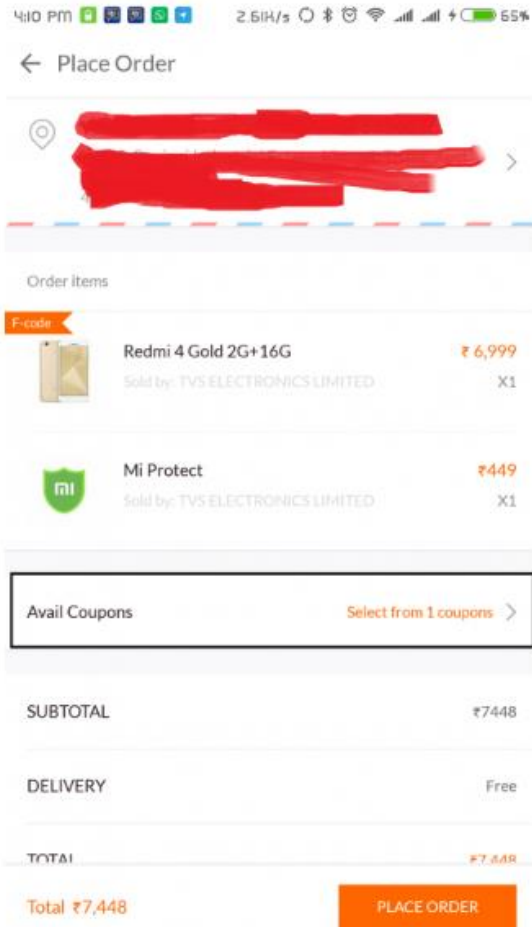 4:10 PM 2.61K/s 65%
Place Order
Order items
F-code
Redmi 4 Gold 2G+16G ₹ 6,999
Sold by: TVS ELECTRONICS LIMITED X1
Mi Protect ₹449
mi
Sold by: TVS ELECTRONICS LIMITED X1
Avail Coupons Select from 1 coupons
SUBTOTAL ₹7448
DELIVERY Free
TOTAL ₹7,448
Total ₹7,448 PLACE ORDER